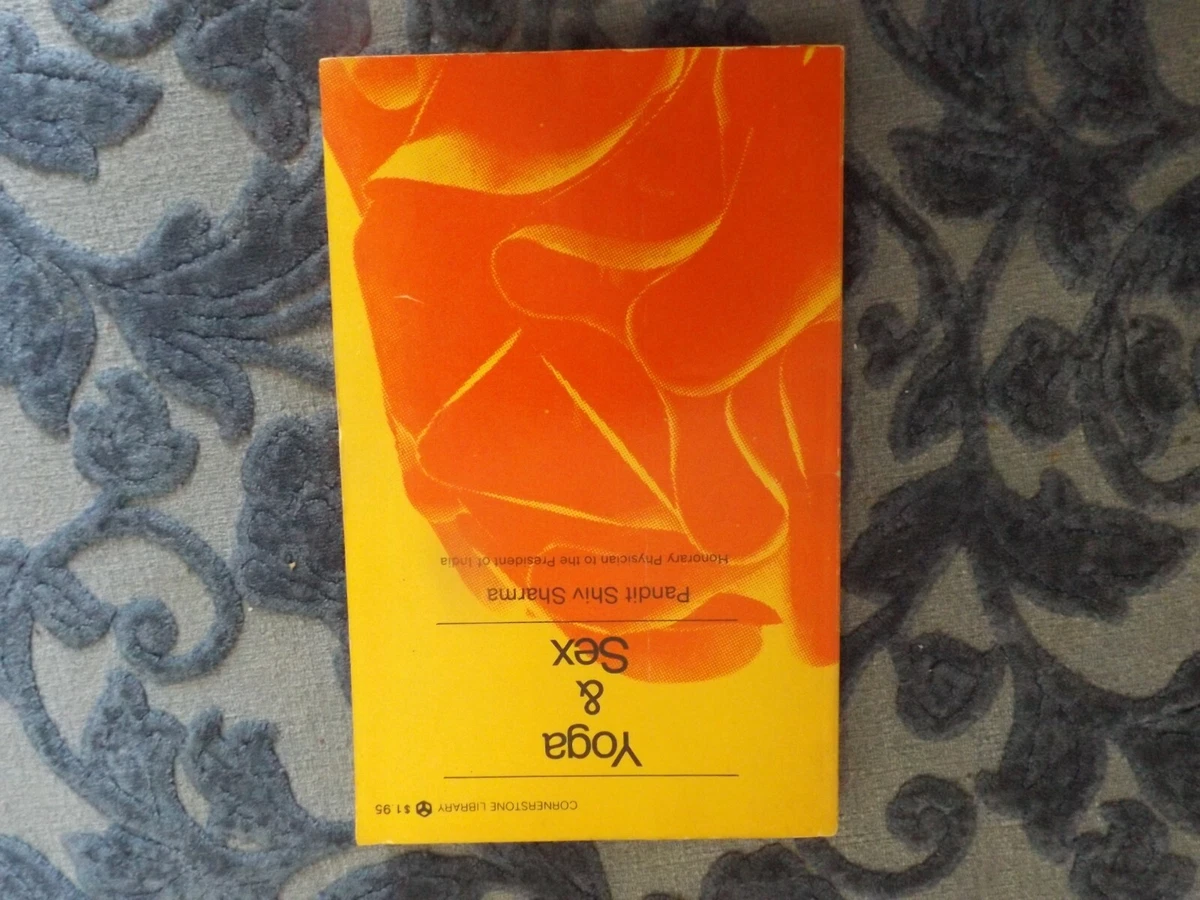 CORNERSTONE LIBRARY $1.95
Yoga
&
Sex
Pandit Shiv Sharma
Honorary Physician to the President of India